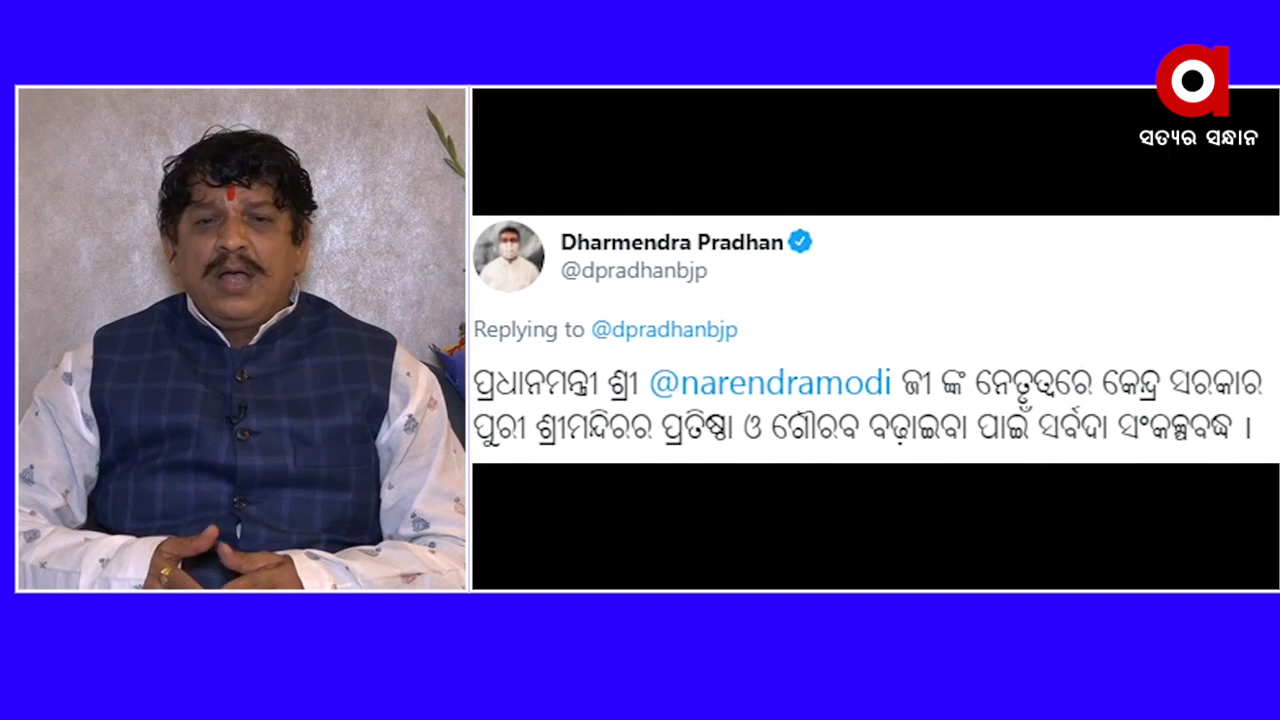 ସତ୍ୟର ସନ୍ଧାନ
Dharmendra Pradhan
@dpradhanbjp
Replying to @dpradhanbjp
ପ୍ରଧାନମନ୍ତ୍ରୀ ଶ୍ରୀ @narendramodi ଜୀ ଙ୍କ ନେତୃତ୍ୱରେ କେନ୍ଦ୍ର ସରକାର
ପୁରୀ ଶ୍ରୀମନ୍ଦିରର ପ୍ରତିଷ୍ଠା ଓ ଗୌରବ ବଢ଼ାଇବା ପାଇଁ ସର୍ବଦା ସଂକଳ୍ପବଦ୍ଧ ।